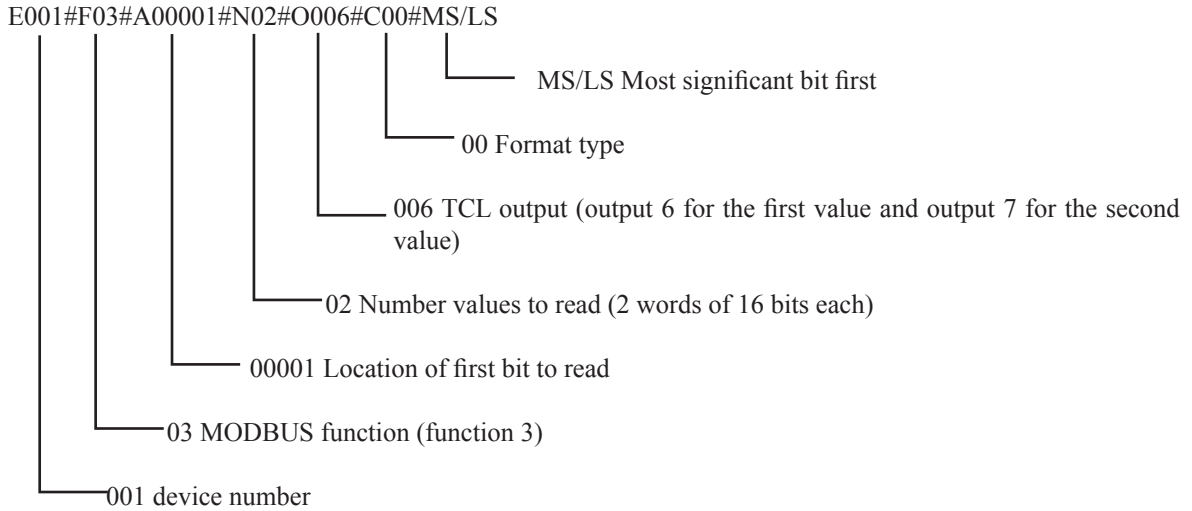 E001#F03#A00001#N02#O006#C00#MS/LS
MS/LS Most significant bit first
00 Format type
006 TCL output (output 6 for the first value and output 7 for the second
value)
02 Number values to read (2 words of 16 bits each)
00001 Location of first bit to read
03 MODBUS function (function 3)
001 device number